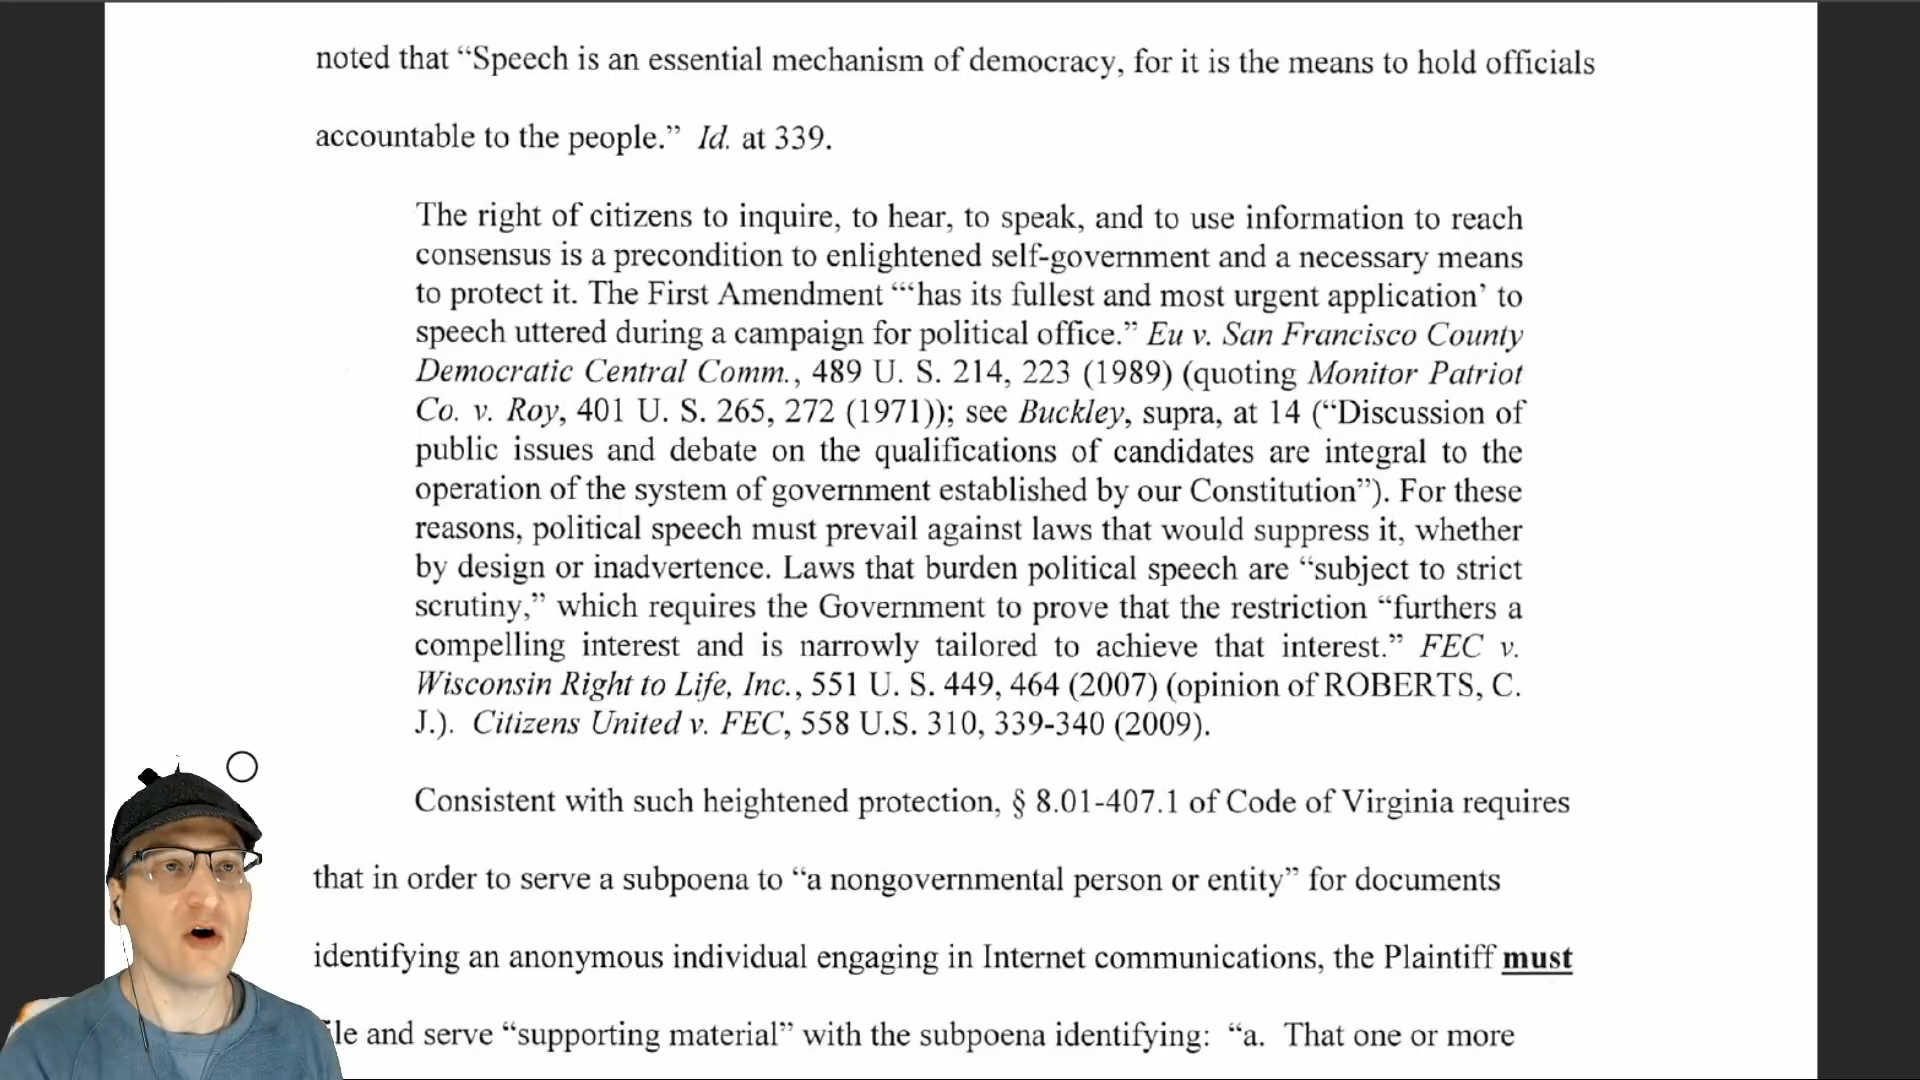 noted that “Speech is an essential mechanism of democracy, for it is the means to hold officials
accountable to the people.” Id. at 339.
The right of citizens to inquire, to hear, to speak, and to use information to reach
consensus is a precondition to enlightened self-government and a necessary means
to protect it. The First Amendment “‘has its fullest and most urgent application’ to
speech uttered during a campaign for political office.” Eu v. San Francisco County
Democratic Central Comm., 489 U. S. 214, 223 (1989) (quoting Monitor Patriot
Co. v. Roy, 401 U. S. 265, 272 (1971)); see Buckley, supra, at 14 (“Discussion of
public issues and debate on the qualifications of candidates are integral to the
operation of the system of government established by our Constitution”). For these
reasons, political speech must prevail against laws that would suppress it, whether
by design or inadvertence. Laws that burden political speech are “subject to strict
scrutiny,” which requires the Government to prove that the restriction “furthers a
compelling interest and is narrowly tailored to achieve that interest.” FEC v.
Wisconsin Right to Life, Inc., 551 U. S. 449, 464 (2007) (opinion of ROBERTS, C.
J.). Citizens United v. FEC, 558 U.S. 310, 339-340 (2009).
Consistent with such heightened protection, § 8.01-407.1 of Code of Virginia requires
that in order to serve a subpoena to “a nongovernmental person or entity” for documents
identifying an anonymous individual engaging in Internet communications, the Plaintiff must
le and serve “supporting material” with the subpoena identifying: “a. That one or more